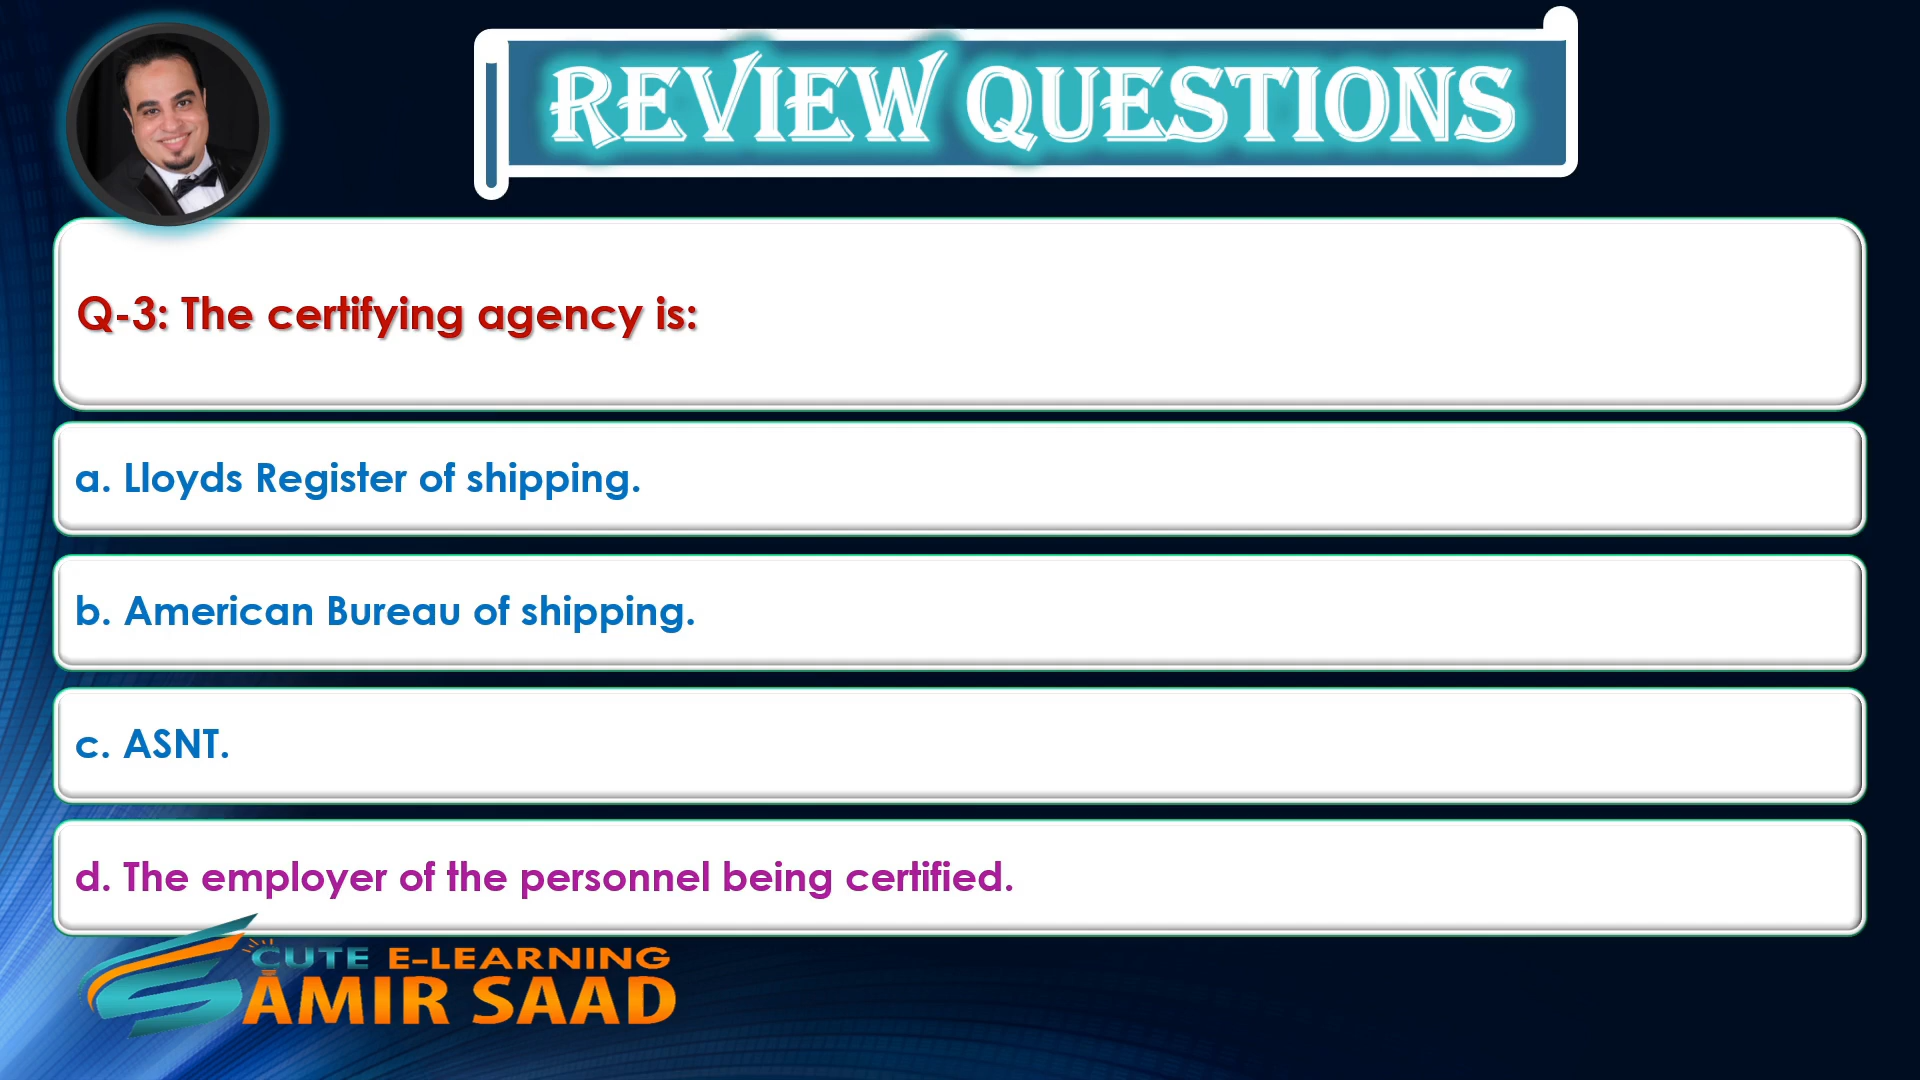 REVIEW QUESTIONS
Q-3: The certifying agency is:
a. Lloyds Register of shipping.
b. American Bureau of shipping.
c. ASNT.
d. The employer of the personnel being certified.
CUTE E-LEARNING
AMIR SAAD